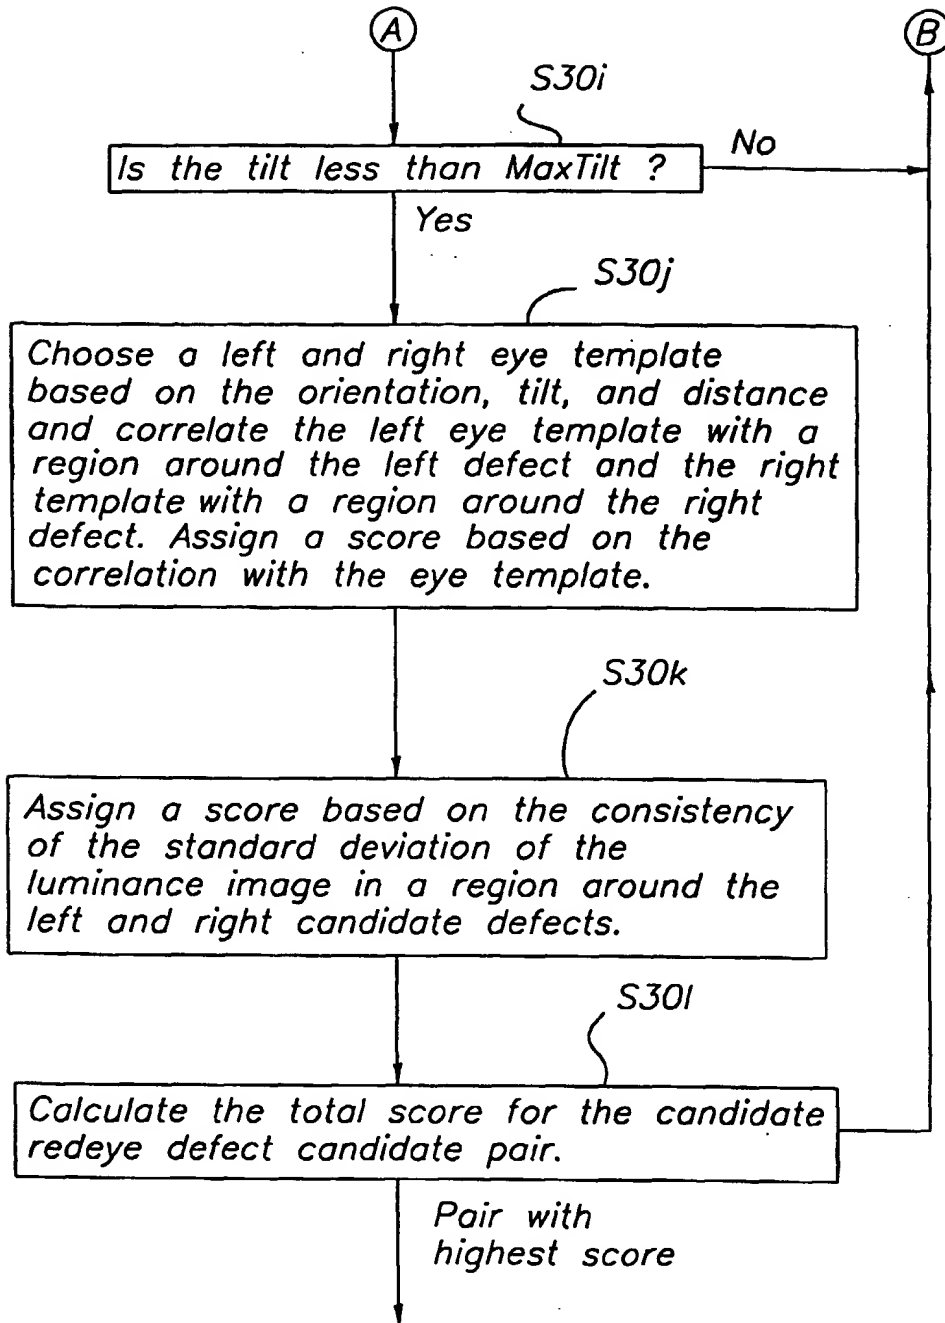 A
B
S30i
Is the tilt less than MaxTilt ?
No
Yes
S30j
Choose a left and right eye template
based on the orientation, tilt, and distance
and correlate the left eye template with a
region around the left defect and the right
template with a region around the right
defect. Assign a score based on the
correlation with the eye template.
S30k
Assign a score based on the consistency
of the standard deviation of the
luminance image in a region around the
left and right candidate defects.
S30l
Calculate the total score for the candidate
redeye defect candidate pair.
Pair with
highest score